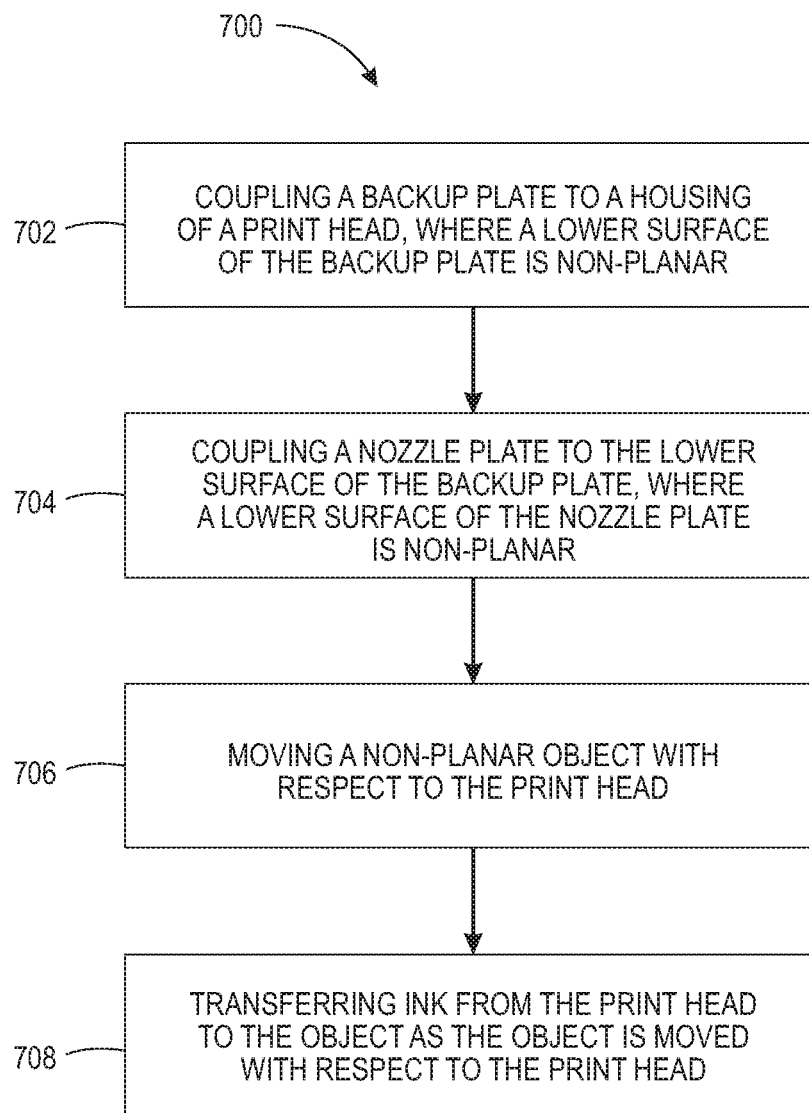 700
702
COUPLING A BACKUP PLATE TO A HOUSING
OF A PRINT HEAD, WHERE A LOWER SURFACE
OF THE BACKUP PLATE IS NON-PLANAR
704
COUPLING A NOZZLE PLATE TO THE LOWER
SURFACE OF THE BACKUP PLATE, WHERE
A LOWER SURFACE OF THE NOZZLE PLATE
IS NON-PLANAR
706
MOVING A NON-PLANAR OBJECT WITH
RESPECT TO THE PRINT HEAD
708
TRANSFERRING INK FROM THE PRINT HEAD
TO THE OBJECT AS THE OBJECT IS MOVED
WITH RESPECT TO THE PRINT HEAD